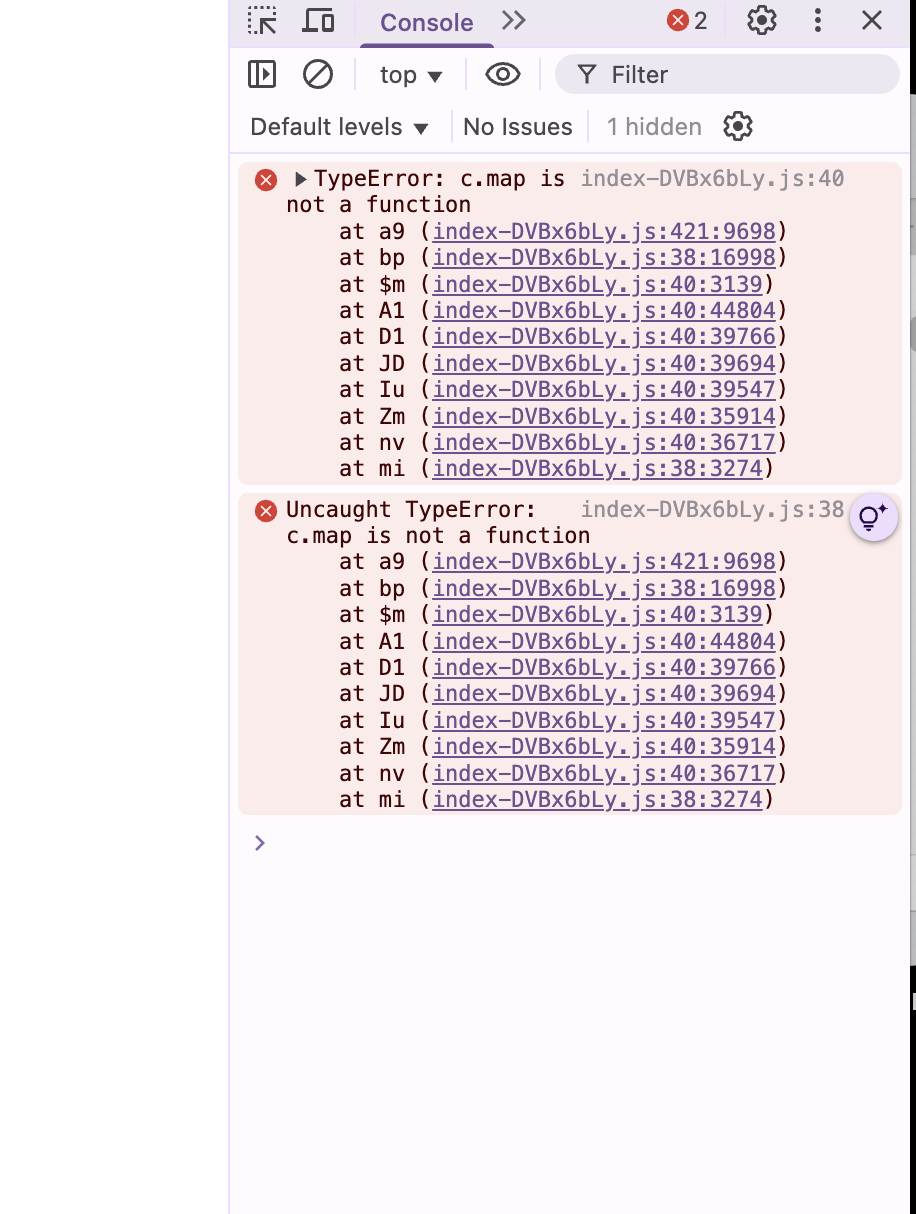 Console
2
top
Filter
Default levels
No Issues
1 hidden
TypeError: c.map is index-DVBx6bLy.js:40
not a function
at a9 (index-DVBx6bLy.js:421:9698)
at bp (index-DVBx6bLy.js:38:16998)
at $m (index-DVBx6bLy.js:40:3139)
at A1 (index-DVBx6bLy.js:40:44804)
at D1 (index-DVBx6bLy.js:40:39766)
at JD (index-DVBx6bLy.js:40:39694)
at Iu (index-DVBx6bLy.js:40:39547)
at Zm (index-DVBx6bLy.js:40:35914)
at nv (index-DVBx6bLy.js:40:36717)
at mi (index-DVBx6bLy.js:38:3274)
Uncaught TypeError: index-DVBx6bLy.js:38
c.map is not a function
at a9 (index-DVBx6bLy.js:421:9698)
at bp (index-DVBx6bLy.js:38:16998)
at $m (index-DVBx6bLy.js:40:3139)
at A1 (index-DVBx6bLy.js:40:44804)
at D1 (index-DVBx6bLy.js:40:39766)
at JD (index-DVBx6bLy.js:40:39694)
at Iu (index-DVBx6bLy.js:40:39547)
at Zm (index-DVBx6bLy.js:40:35914)
at nv (index-DVBx6bLy.js:40:36717)
at mi (index-DVBx6bLy.js:38:3274)